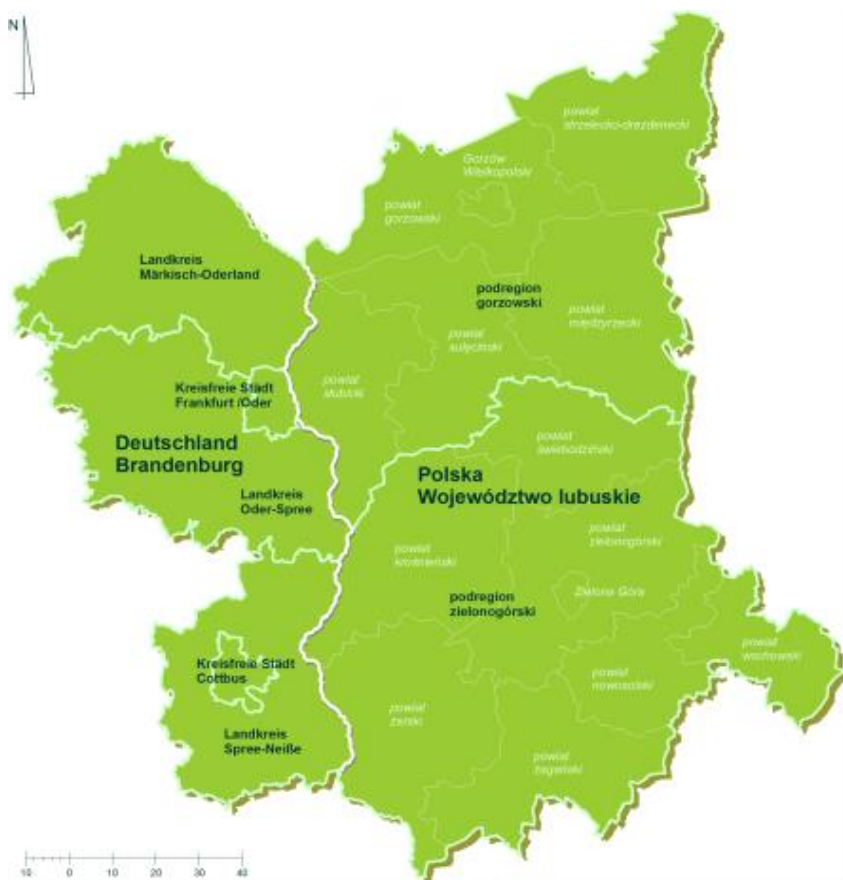 N
powiat
strzelecko-drezdenecki
Gorzów
Wielkopolski
powiat
gorzowski
Landkreis
Märkisch-Oderland
podregion
gorzowski
powiat
międzyrzecki
powiat
sulęciński
powiat
słubicki
Kreisfreie Städt
Frankfurt /Oder
Deutschland
Brandenburg
powiat
świebodziński
Polska
Województwo lubuskie
Landkreis
Oder-Spree
powiat
zielonogórski
powiat
krośnieński
podregion
zielonogórski
Zielona Góra
powiat
wschowski
Kreisfreie Städt
Cottbus
powiat
nowosolski
powiat
żarski
Landkreis
Spree-Neiße
powiat
żagański
10 0 10 20 30 40